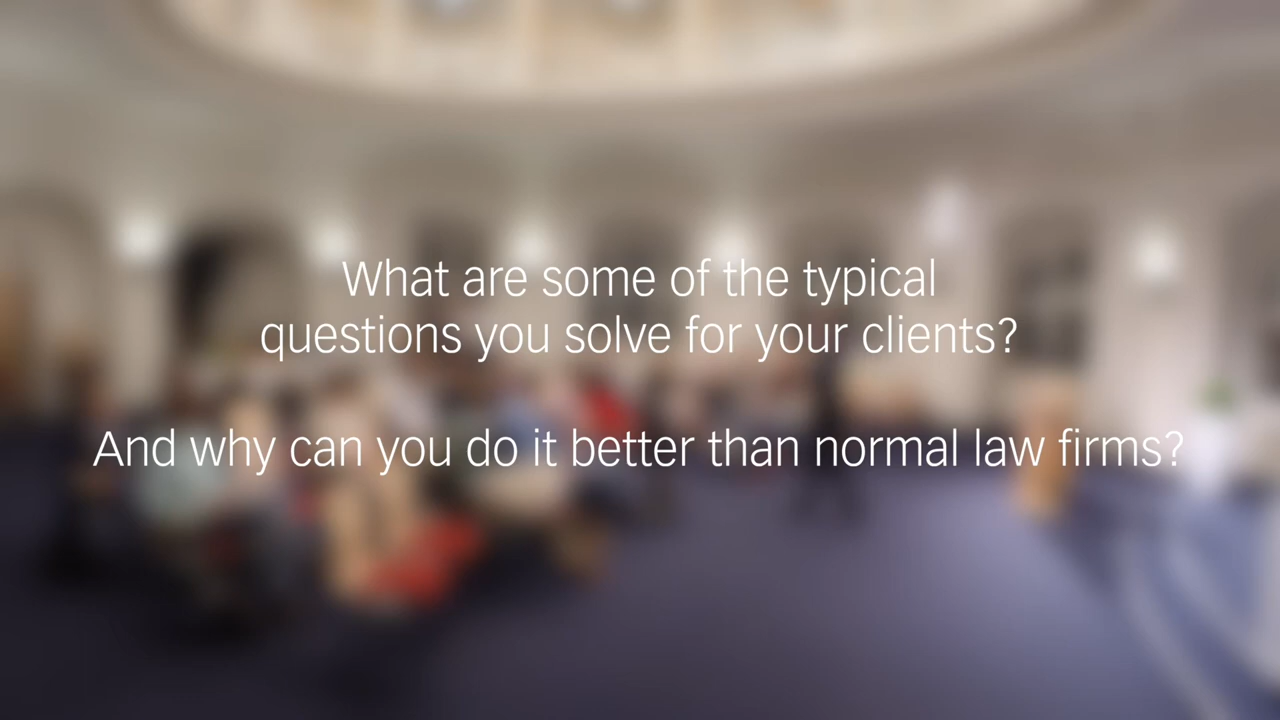 What are some of the typical
questions you solve for your clients?
And why can you do it better than normal law firms?